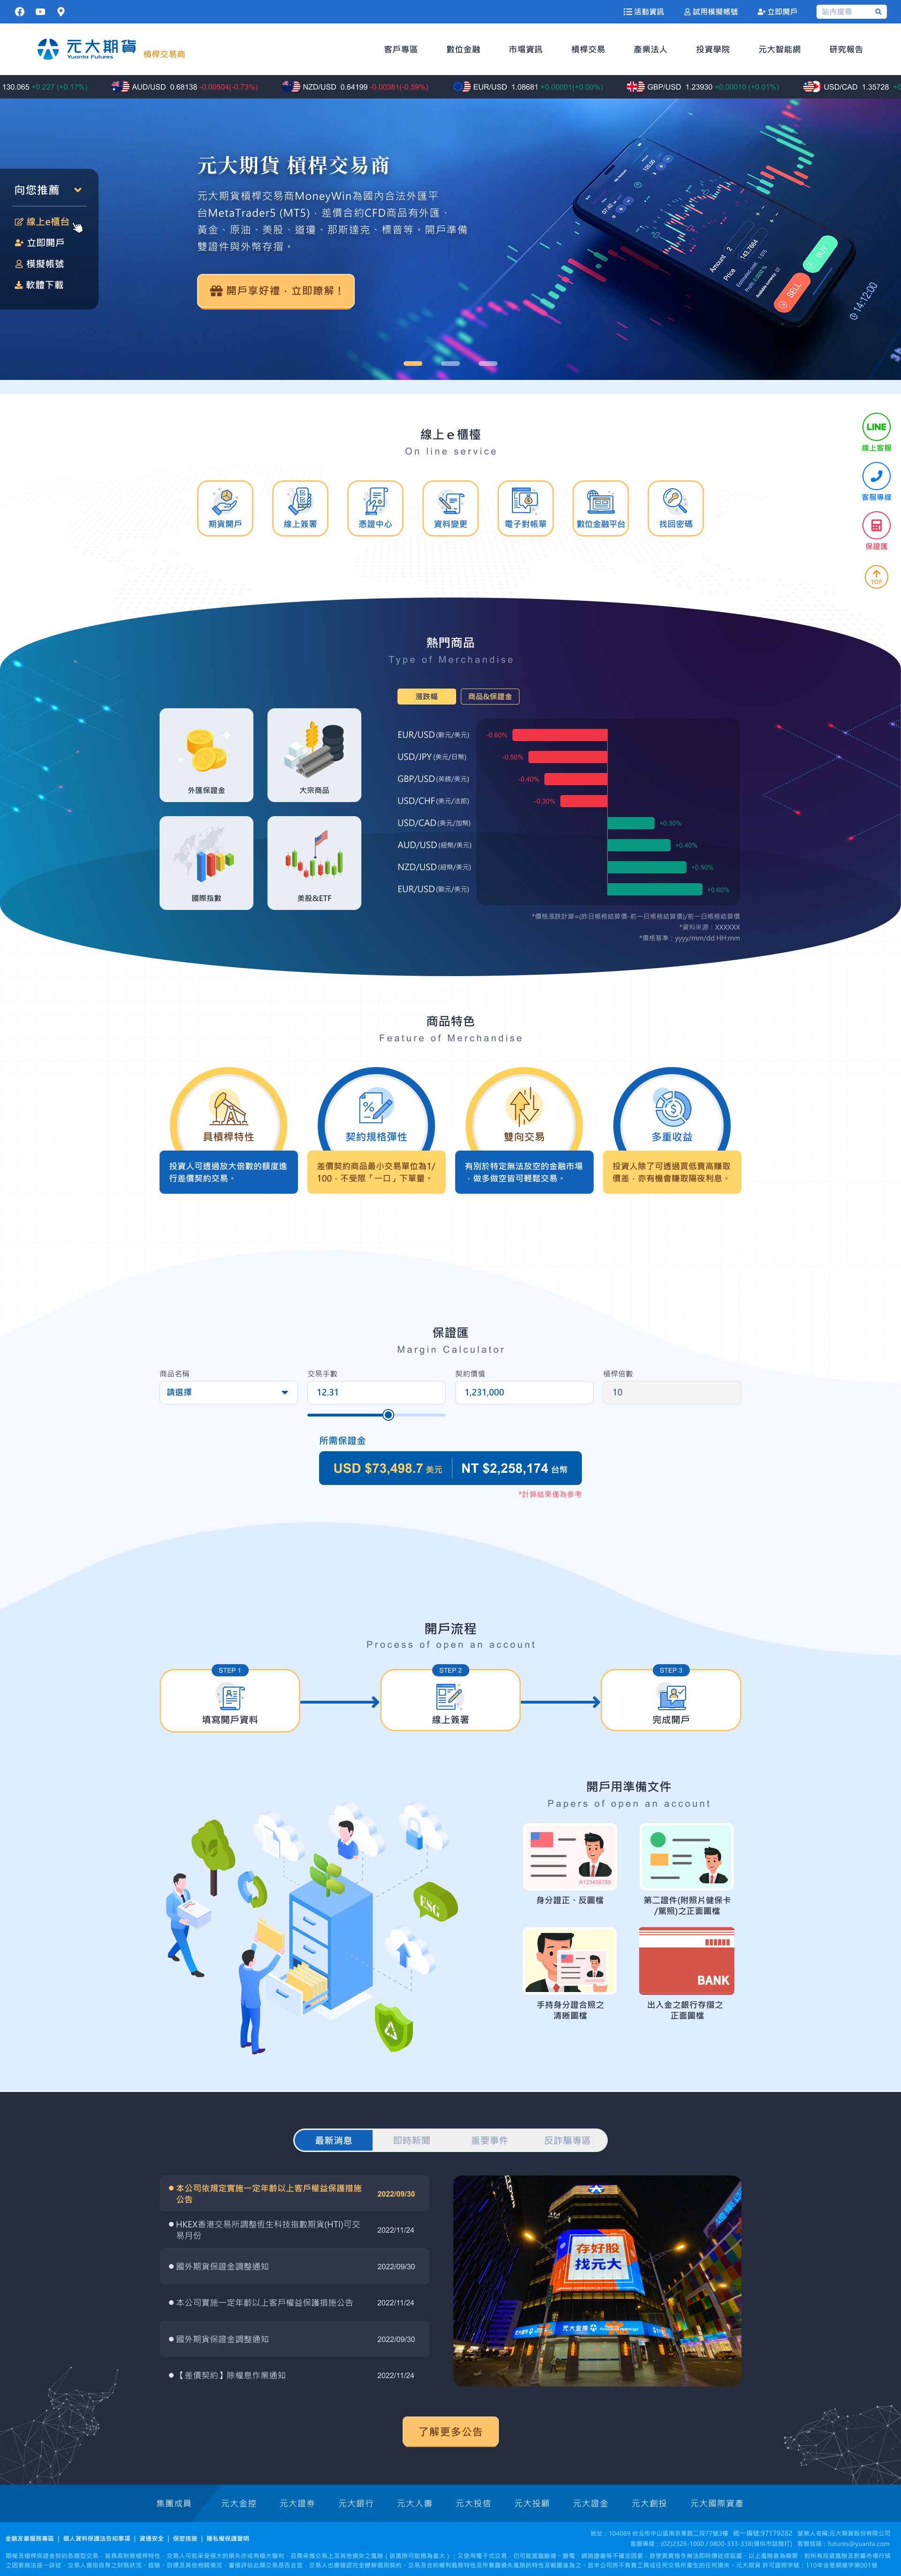 活動資訊 試用模擬帳號 立即開戶 站內搜尋
元大期貨 槓桿交易商
Yuanta Futures
客戶專區 數位金融 市場資訊 槓桿交易 產業法人 投資學院 元大智能網 研究報告
130.065 +0.227 (+0.17%) AUD/USD 0.68138 -0.00504(-0.73%) NZD/USD 0.64199 -0.00381(-0.59%) EUR/USD 1.08681 +0.00001(+0.00%) GBP/USD 1.23930 +0.00010 (+0.01%) USD/CAD 1.35728
向您推薦
線上e櫃台
立即開戶
模擬帳號
軟體下載
元大期貨 槓桿交易商
元大期貨槓桿交易商MoneyWin為國內合法外匯平
台MetaTrader5 (MT5)，差價合約CFD商品有外匯、
黃金、原油、美股、道瓊、那斯達克、標普等。開戶準備
雙證件與外幣存摺。
開戶享好禮，立即瞭解！
Amount 2
Price 143.7664
BUY
SELL
14:12:00
LINE
線上客服
客服專線
保證匯
TOP
線上ｅ櫃檯
On line service
期貨開戶 線上簽署 憑證中心 資料變更 電子對帳單 數位金融平台 找回密碼
熱門商品
Type of Merchandise
漲跌幅 商品&保證金
外匯保證金 大宗商品
國際指數 美股&ETF
EUR/USD(歐元/美元) -0.60%
USD/JPY (美元/日幣) -0.50%
GBP/USD(英鎊/美元) -0.40%
USD/CHF(美元/法郎) -0.30%
USD/CAD(美元/加幣) +0.30%
AUD/USD(紐幣/美元) +0.40%
NZD/USD(紐幣/美元) +0.50%
EUR/USD(歐元/美元) +0.60%
*價格漲跌計算=(昨日帳務結算價-前一日帳務結算價)/前一日帳務結算價
*資料來源：XXXXXX
*價格基準：yyyy/mm/dd HH:mm
商品特色
Feature of Merchandise
具槓桿特性
投資人可透過放大倍數的額度進
行差價契約交易。
契約規格彈性
差價契約商品最小交易單位為1/
100，不受限「一口」下單量。
雙向交易
有別於特定無法放空的金融市場
，做多做空皆可輕鬆交易。
多重收益
投資人除了可透過買低賣高賺取
價差，亦有機會賺取隔夜利息。
保證匯
Margin Calculator
商品名稱 交易手數 契約價值 槓桿倍數
請選擇 12.31 1,231,000 10
所需保證金
USD $73,498.7 美元 NT $2,258,174 台幣
*計算結果僅為參考
開戶流程
Process of open an account
STEP 1 STEP 2 STEP 3
填寫開戶資料 線上簽署 完成開戶
開戶用準備文件
Papers of open an account
ESG
A123456789
身分證正、反圖檔
第二證件(附照片健保卡
/駕照)之正面圖檔
BANK
手持身分證合照之
清晰圖檔
出入金之銀行存摺之
正面圖檔
最新消息 即時新聞 重要事件 反詐騙專區
本公司依規定實施一定年齡以上客戶權益保護措施
公告 2022/09/30
HKEX香港交易所調整恆生科技指數期貨(HTI)可交
易月份 2022/11/24
國外期貨保證金調整通知 2022/09/30
本公司實施一定年齡以上客戶權益保護措施公告 2022/11/24
國外期貨保證金調整通知 2022/09/30
【差價契約】除權息作業通知 2022/11/24
存好股
找元大
元大金控
了解更多公告
集團成員 元大金控 元大證券 元大銀行 元大人壽 元大投信 元大投顧 元大證金 元大創投 元大國際資產
金融友善服務專區 | 個人資料保護法告知事項 | 資通安全 | 保密措施 | 隱私權保護聲明
地址：104089 台北市中山區南京東路二段77號3樓 統一編號:97179282 營業人名稱:元大期貨股份有限公司
客服專線：(02)2326-1000 / 0800-333-338(僅供市話撥打) 客服信箱：futures@yuanta.com